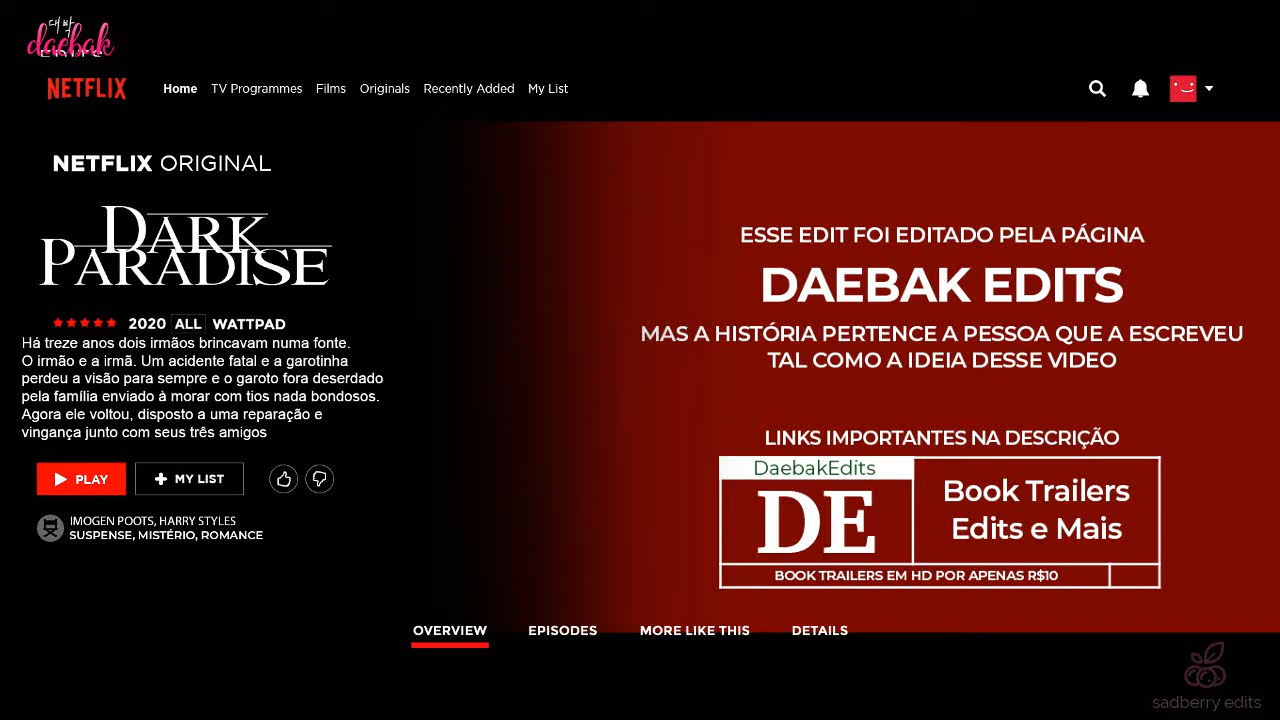 대박
daebak
EDITS
NETFLIX Home TV Programmes Films Originals Recently Added My List
NETFLIX ORIGINAL
DARK
PARADISE
2020 ALL WATTPAD
Há treze anos dois irmãos brincavam numa fonte.
O irmão e a irmã. Um acidente fatal e a garotinha
perdeu a visão para sempre e o garoto fora deserdado
pela família enviado à morar com tios nada bondosos.
Agora ele voltou, disposto a uma reparação e
vingança junto com seus três amigos
PLAY MY LIST
IMOGEN POOTS, HARRY STYLES
SUSPENSE, MISTÉRIO, ROMANCE
ESSE EDIT FOI EDITADO PELA PÁGINA
DAEBAK EDITS
MAS A HISTÓRIA PERTENCE A PESSOA QUE A ESCREVEU
TAL COMO A IDEIA DESSE VIDEO
LINKS IMPORTANTES NA DESCRIÇÃO
DaebakEdits
DE
Book Trailers
Edits e Mais
BOOK TRAILERS EM HD POR APENAS R$10
OVERVIEW EPISODES MORE LIKE THIS DETAILS
sadberry edits